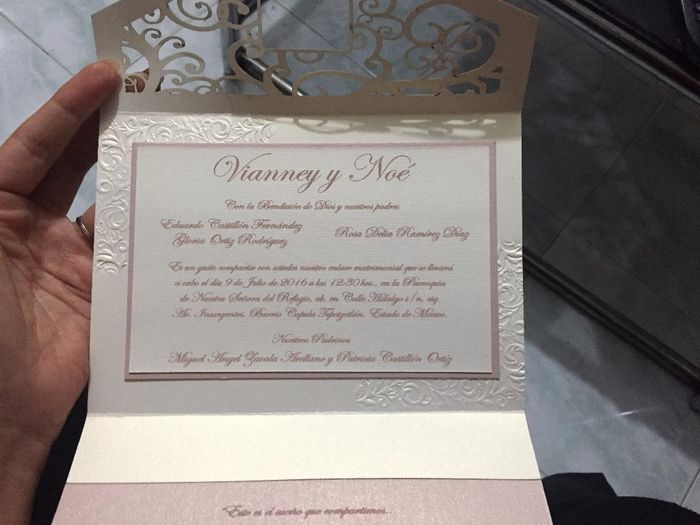 Vianney y Noé
Con la Bendición de Dios y nuestros padres
Eduardo Castillón Fernández
Gloria Ortiz Rodríguez
Rosa Delia Ramírez Díaz
Es un gusto compartir con ustedes nuestro enlace matrimonial que se llevará
a cabo el día 9 de Julio de 2016 a las 12:30 hrs., en la Parroquia
de Nuestra Señora del Refugio, ub. en Calle Hidalgo s/n, esq.
Av. Insurgentes, Barrio Capula Tepotzotlán, Estado de México.
Nuestros Padrinos
Miguel Angel Zavala Arellano y Patricia Castillón Ortíz
Este es el sueño que compartimos...